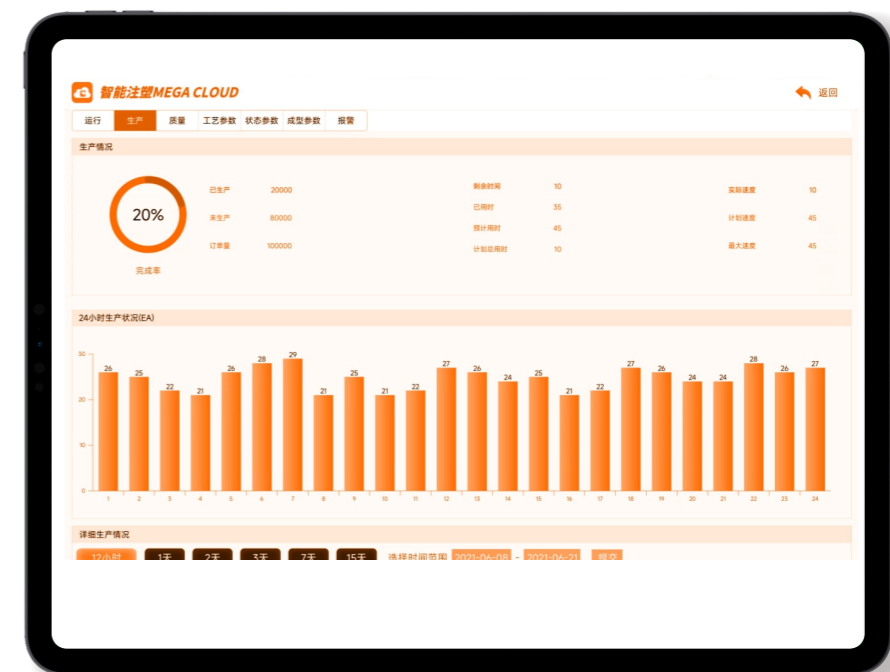 智能注塑MEGA CLOUD
返回
运行 生产 质量 工艺参数 状态参数 成型参数 报警
生产情况
20%
完成率
已生产 20000
未生产 80000
订单量 100000
剩余时间 10
已用时 35
预计用时 45
计划总用时 10
实际速度 10
计划速度 45
最大速度 45
24小时生产状况(EA)
30
20
10
0
26 25 22 21 26 28 29 21 25 21 22 27 26 24 25 21 22 27 26 24 24 28 26 27
1 2 3 4 5 6 7 8 9 10 11 12 13 14 15 16 17 18 19 20 21 22 23 24
详细生产情况
12小时 1天 2天 3天 7天 15天 选择时间范围 2021-06-08 - 2021-06-21 提交